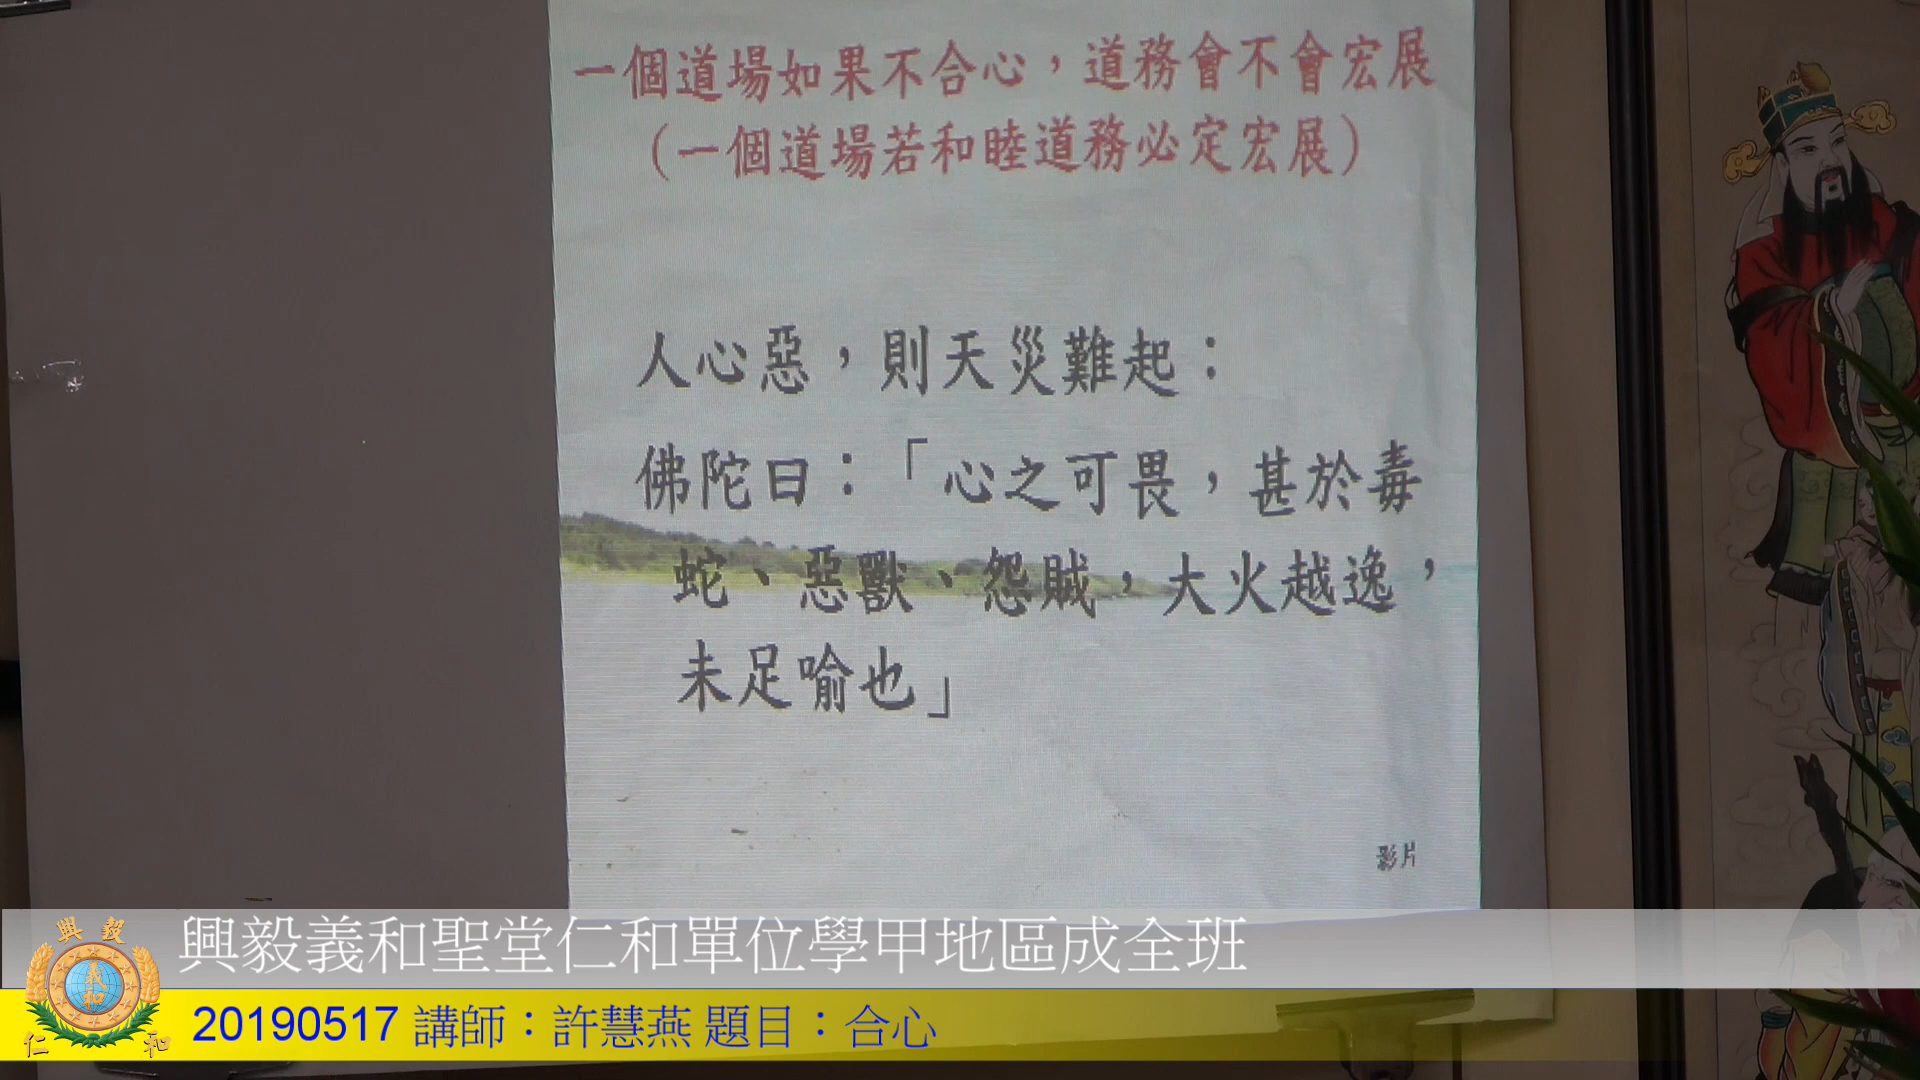 一個道場如果不合心，道務會不會宏展
（一個道場若和睦道務必定宏展）
人心惡，則天災難起：
佛陀曰：「心之可畏，甚於毒
蛇、惡獸、怨賊，大火越逸，
未足喻也」
影片
興毅
義和
仁和
興毅義和聖堂仁和單位學甲地區成全班
20190517 講師：許慧燕 題目：合心